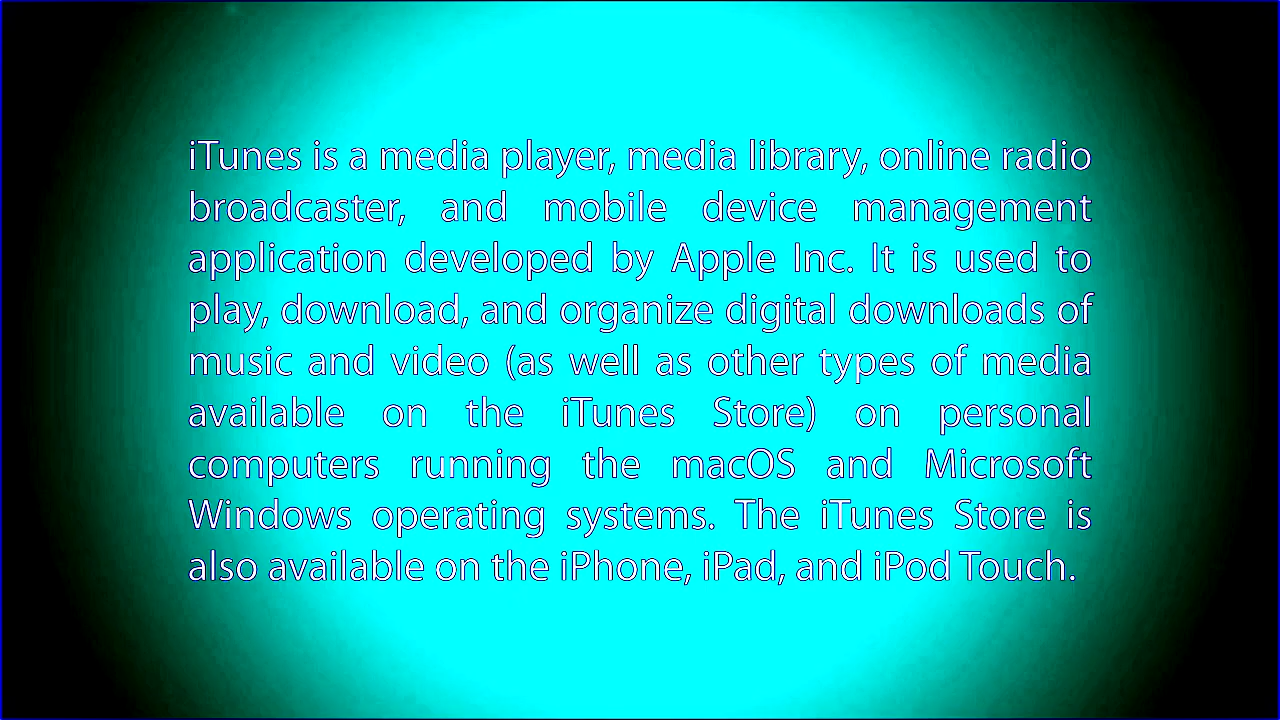 iTunes is a media player, media library, online radio
broadcaster, and mobile device management
application developed by Apple Inc. It is used to
play, download, and organize digital downloads of
music and video (as well as other types of media
available on the iTunes Store) on personal
computers running the macOS and Microsoft
Windows operating systems. The iTunes Store is
also available on the iPhone, iPad, and iPod Touch.